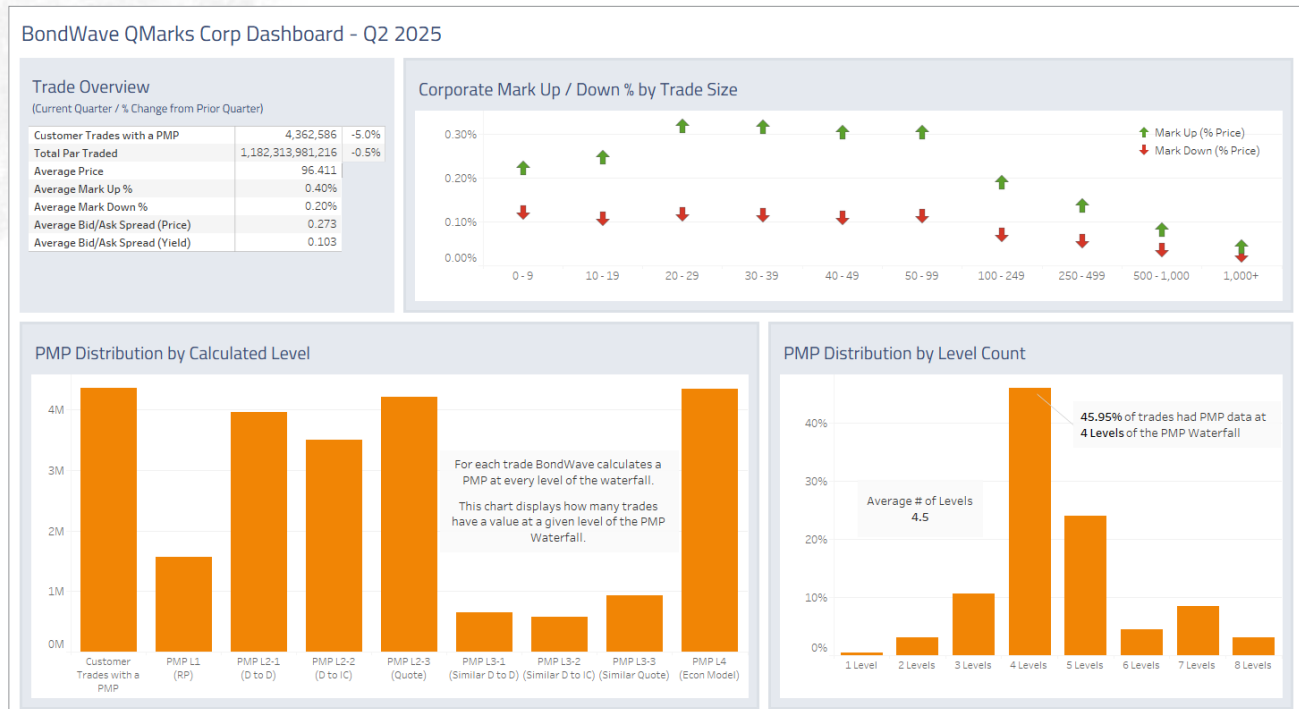 BondWave QMarks Corp Dashboard - Q2 2025
Trade Overview
(Current Quarter / % Change from Prior Quarter)
Customer Trades with a PMP 4,362,586 -5.0%
Total Par Traded 1,182,313,981,216 -0.5%
Average Price 96.411
Average Mark Up % 0.40%
Average Mark Down % 0.20%
Average Bid/Ask Spread (Price) 0.273
Average Bid/Ask Spread (Yield) 0.103
Corporate Mark Up / Down % by Trade Size
0.30%
0.20%
0.10%
0.00%
Mark Up (% Price)
Mark Down (% Price)
0 - 9 10 - 19 20 - 29 30 - 39 40 - 49 50 - 99 100 - 249 250 - 499 500 - 1,000 1,000+
PMP Distribution by Calculated Level
4M
3M
2M
1M
0M
For each trade BondWave calculates a
PMP at every level of the waterfall.
This chart displays how many trades
have a value at a given level of the PMP
Waterfall.
Customer Trades with a PMP
PMP L1 (RP)
PMP L2-1 (D to D)
PMP L2-2 (D to IC)
PMP L2-3 (Quote)
PMP L3-1 (Similar D to D)
PMP L3-2 (Similar D to IC)
PMP L3-3 (Similar Quote)
PMP L4 (Econ Model)
PMP Distribution by Level Count
40%
30%
20%
10%
0%
45.95% of trades had PMP data at
4 Levels of the PMP Waterfall
Average # of Levels
4.5
1 Level 2 Levels 3 Levels 4 Levels 5 Levels 6 Levels 7 Levels 8 Levels